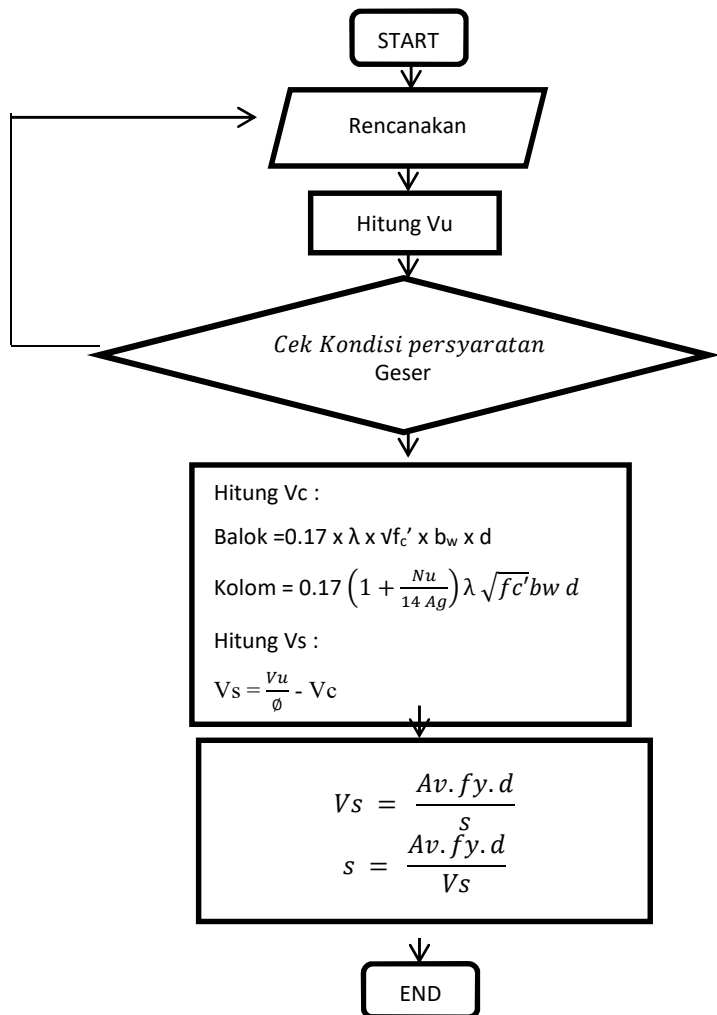 START
Rencanakan
Hitung Vu
Cek Kondisi persyaratan
Geser
Hitung Vc :
Balok =0.17 x λ x √fc’ x bw x d
Kolom = 0.17 (1 + Nu/14 Ag) λ √fc′ bw d
Hitung Vs :
Vs = Vu/∅ - Vc
Vs = Av.fy.d/s
s = Av.fy.d/Vs
END